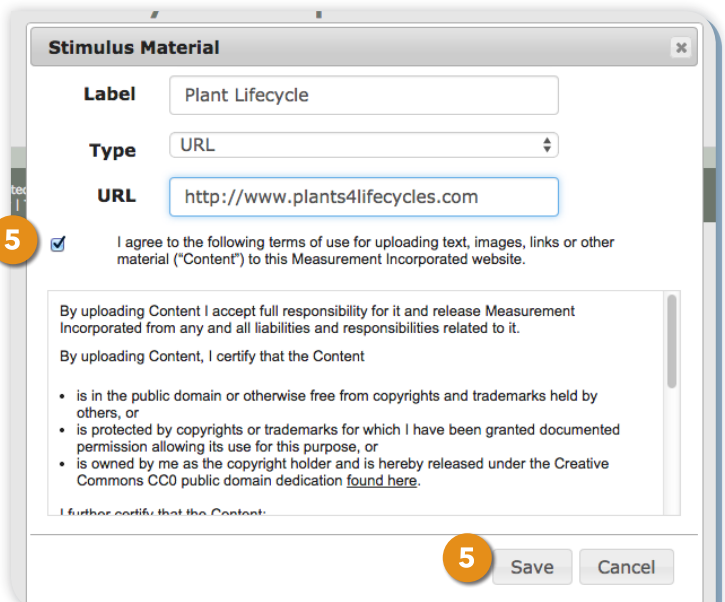 Stimulus Material
Label Plant Lifecycle
Type URL
URL http://www.plants4lifecycles.com
5 I agree to the following terms of use for uploading text, images, links or other
material (“Content”) to this Measurement Incorporated website.
By uploading Content I accept full responsibility for it and release Measurement
Incorporated from any and all liabilities and responsibilities related to it.
By uploading Content, I certify that the Content
• is in the public domain or otherwise free from copyrights and trademarks held by
others, or
• is protected by copyrights or trademarks for which I have been granted documented
permission allowing its use for this purpose, or
• is owned by me as the copyright holder and is hereby released under the Creative
Commons CC0 public domain dedication found here.
I further certify that the Content:
5 Save Cancel